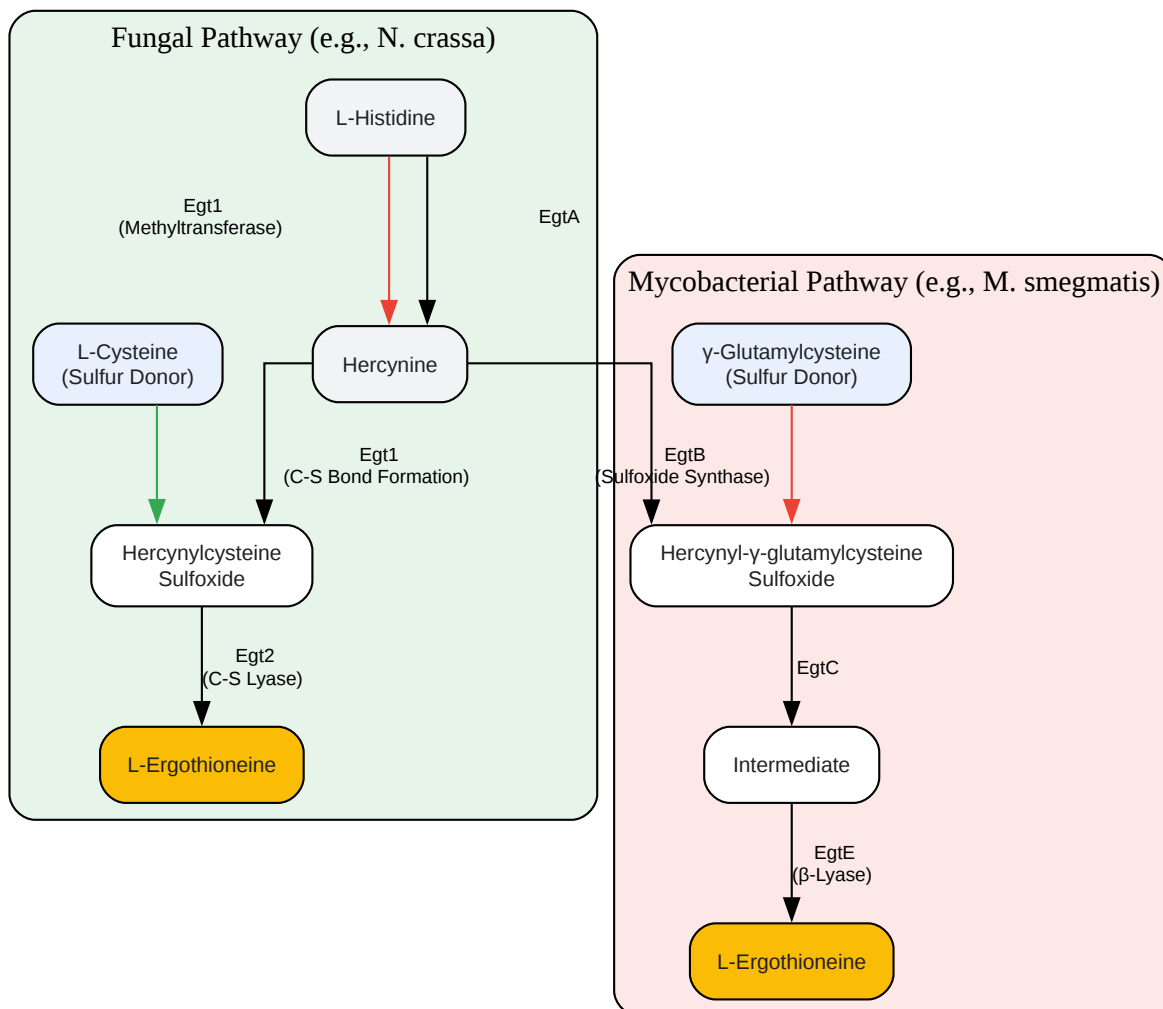 Fungal Pathway (e.g., N. crassa)
L-Histidine
Egt1
(Methyltransferase)
EgtA
Mycobacterial Pathway (e.g., M. smegmatis)
L-Cysteine
(Sulfur Donor)
Hercynine
γ-Glutamylcysteine
(Sulfur Donor)
Egt1
(C-S Bond Formation)
EgtB
(Sulfoxide Synthase)
Hercynylcysteine
Sulfoxide
Hercynyl-γ-glutamylcysteine
Sulfoxide
Egt2
(C-S Lyase)
EgtC
L-Ergothioneine
Intermediate
EgtE
(β-Lyase)
L-Ergothioneine